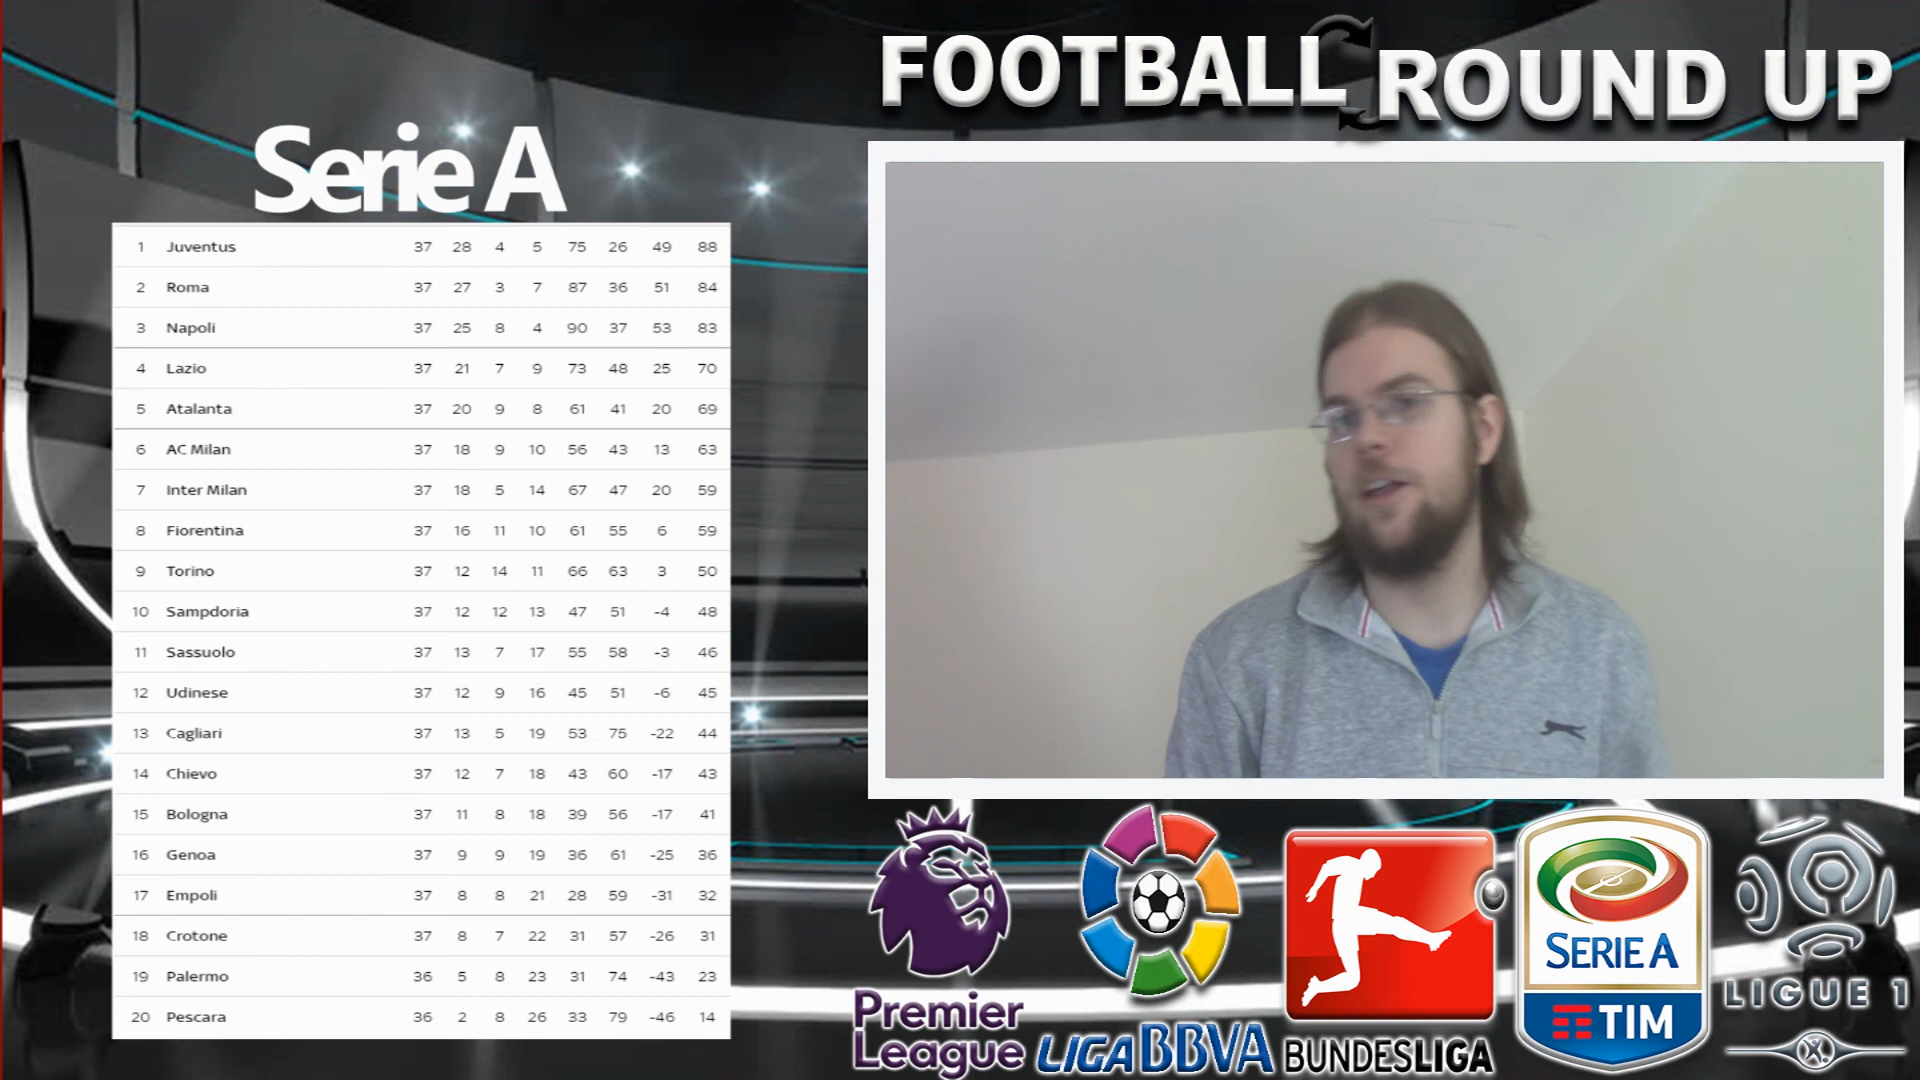 FOOTBALL ROUND UP
Serie A
1 Juventus 37 28 4 5 75 26 49 88
2 Roma 37 27 3 7 87 36 51 84
3 Napoli 37 25 8 4 90 37 53 83
4 Lazio 37 21 7 9 73 48 25 70
5 Atalanta 37 20 9 8 61 41 20 69
6 AC Milan 37 18 9 10 56 43 13 63
7 Inter Milan 37 18 5 14 67 47 20 59
8 Fiorentina 37 16 11 10 61 55 6 59
9 Torino 37 12 14 11 66 63 3 50
10 Sampdoria 37 12 12 13 47 51 -4 48
11 Sassuolo 37 13 7 17 55 58 -3 46
12 Udinese 37 12 9 16 45 51 -6 45
13 Cagliari 37 13 5 19 53 75 -22 44
14 Chievo 37 12 7 18 43 60 -17 43
15 Bologna 37 11 8 18 39 56 -17 41
16 Genoa 37 9 9 19 36 61 -25 36
17 Empoli 37 8 8 21 28 59 -31 32
18 Crotone 37 8 7 22 31 57 -26 31
19 Palermo 36 5 8 23 31 74 -43 23
20 Pescara 36 2 8 26 33 79 -46 14
Premier
League
LIGA BBVA
BUNDESLIGA
SERIE A
TIM
LIGUE 1